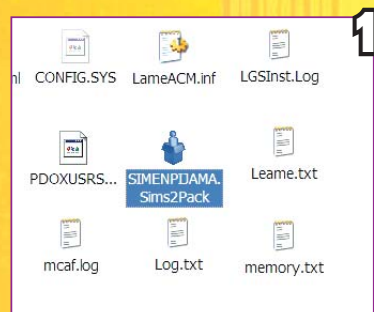 1
nl CONFIG.SYS LameACM.inf LGSInst.Log
PDOXUSRS... SIMENPIJAMA. Leame.txt
Sims2Pack
mcaf.log Log.txt memory.txt